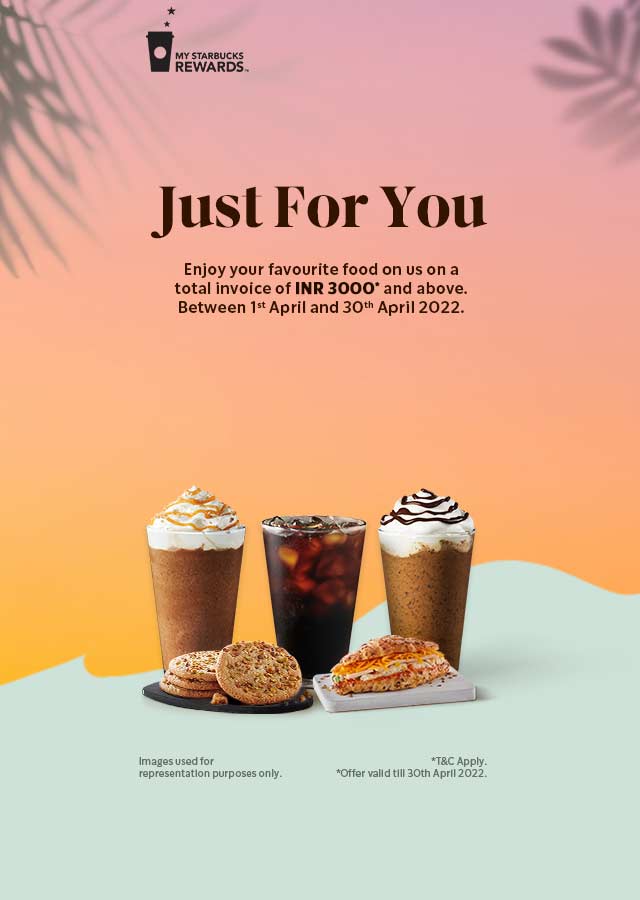 MY STARBUCKS
REWARDS™
Just For You
Enjoy your favourite food on us on a
total invoice of INR 3000* and above.
Between 1st April and 30th April 2022.
Images used for
representation purposes only.
*T&C Apply.
*Offer valid till 30th April 2022.